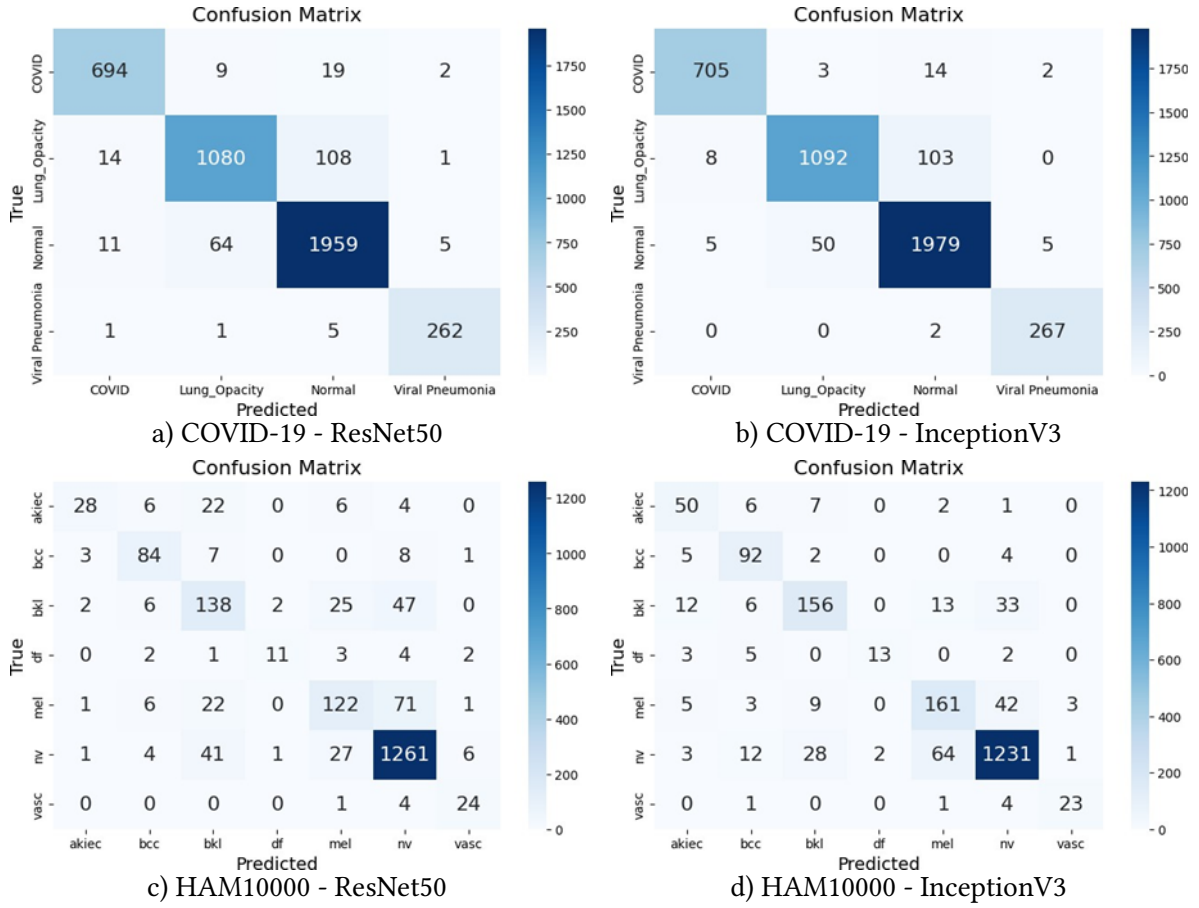 Confusion Matrix
True
COVID 694 9 19 2
Lung_Opacity 14 1080 108 1
Normal 11 64 1959 5
Viral Pneumonia 1 1 5 262
COVID Lung_Opacity Normal Viral Pneumonia
Predicted
1750
1500
1250
1000
750
500
250
a) COVID-19 - ResNet50
Confusion Matrix
True
COVID 705 3 14 2
Lung_Opacity 8 1092 103 0
Normal 5 50 1979 5
Viral Pneumonia 0 0 2 267
COVID Lung_Opacity Normal Viral Pneumonia
Predicted
1750
1500
1250
1000
750
500
250
0
b) COVID-19 - InceptionV3
Confusion Matrix
True
akiec 28 6 22 0 6 4 0
bcc 3 84 7 0 0 8 1
bkl 2 6 138 2 25 47 0
df 0 2 1 11 3 4 2
mel 1 6 22 0 122 71 1
nv 1 4 41 1 27 1261 6
vasc 0 0 0 0 1 4 24
akiec bcc bkl df mel nv vasc
Predicted
1200
1000
800
600
400
200
0
c) HAM10000 - ResNet50
Confusion Matrix
True
akiec 50 6 7 0 2 1 0
bcc 5 92 2 0 0 4 0
bkl 12 6 156 0 13 33 0
df 3 5 0 13 0 2 0
mel 5 3 9 0 161 42 3
nv 3 12 28 2 64 1231 1
vasc 0 1 0 0 1 4 23
akiec bcc bkl df mel nv vasc
Predicted
1200
1000
800
600
400
200
0
d) HAM10000 - InceptionV3